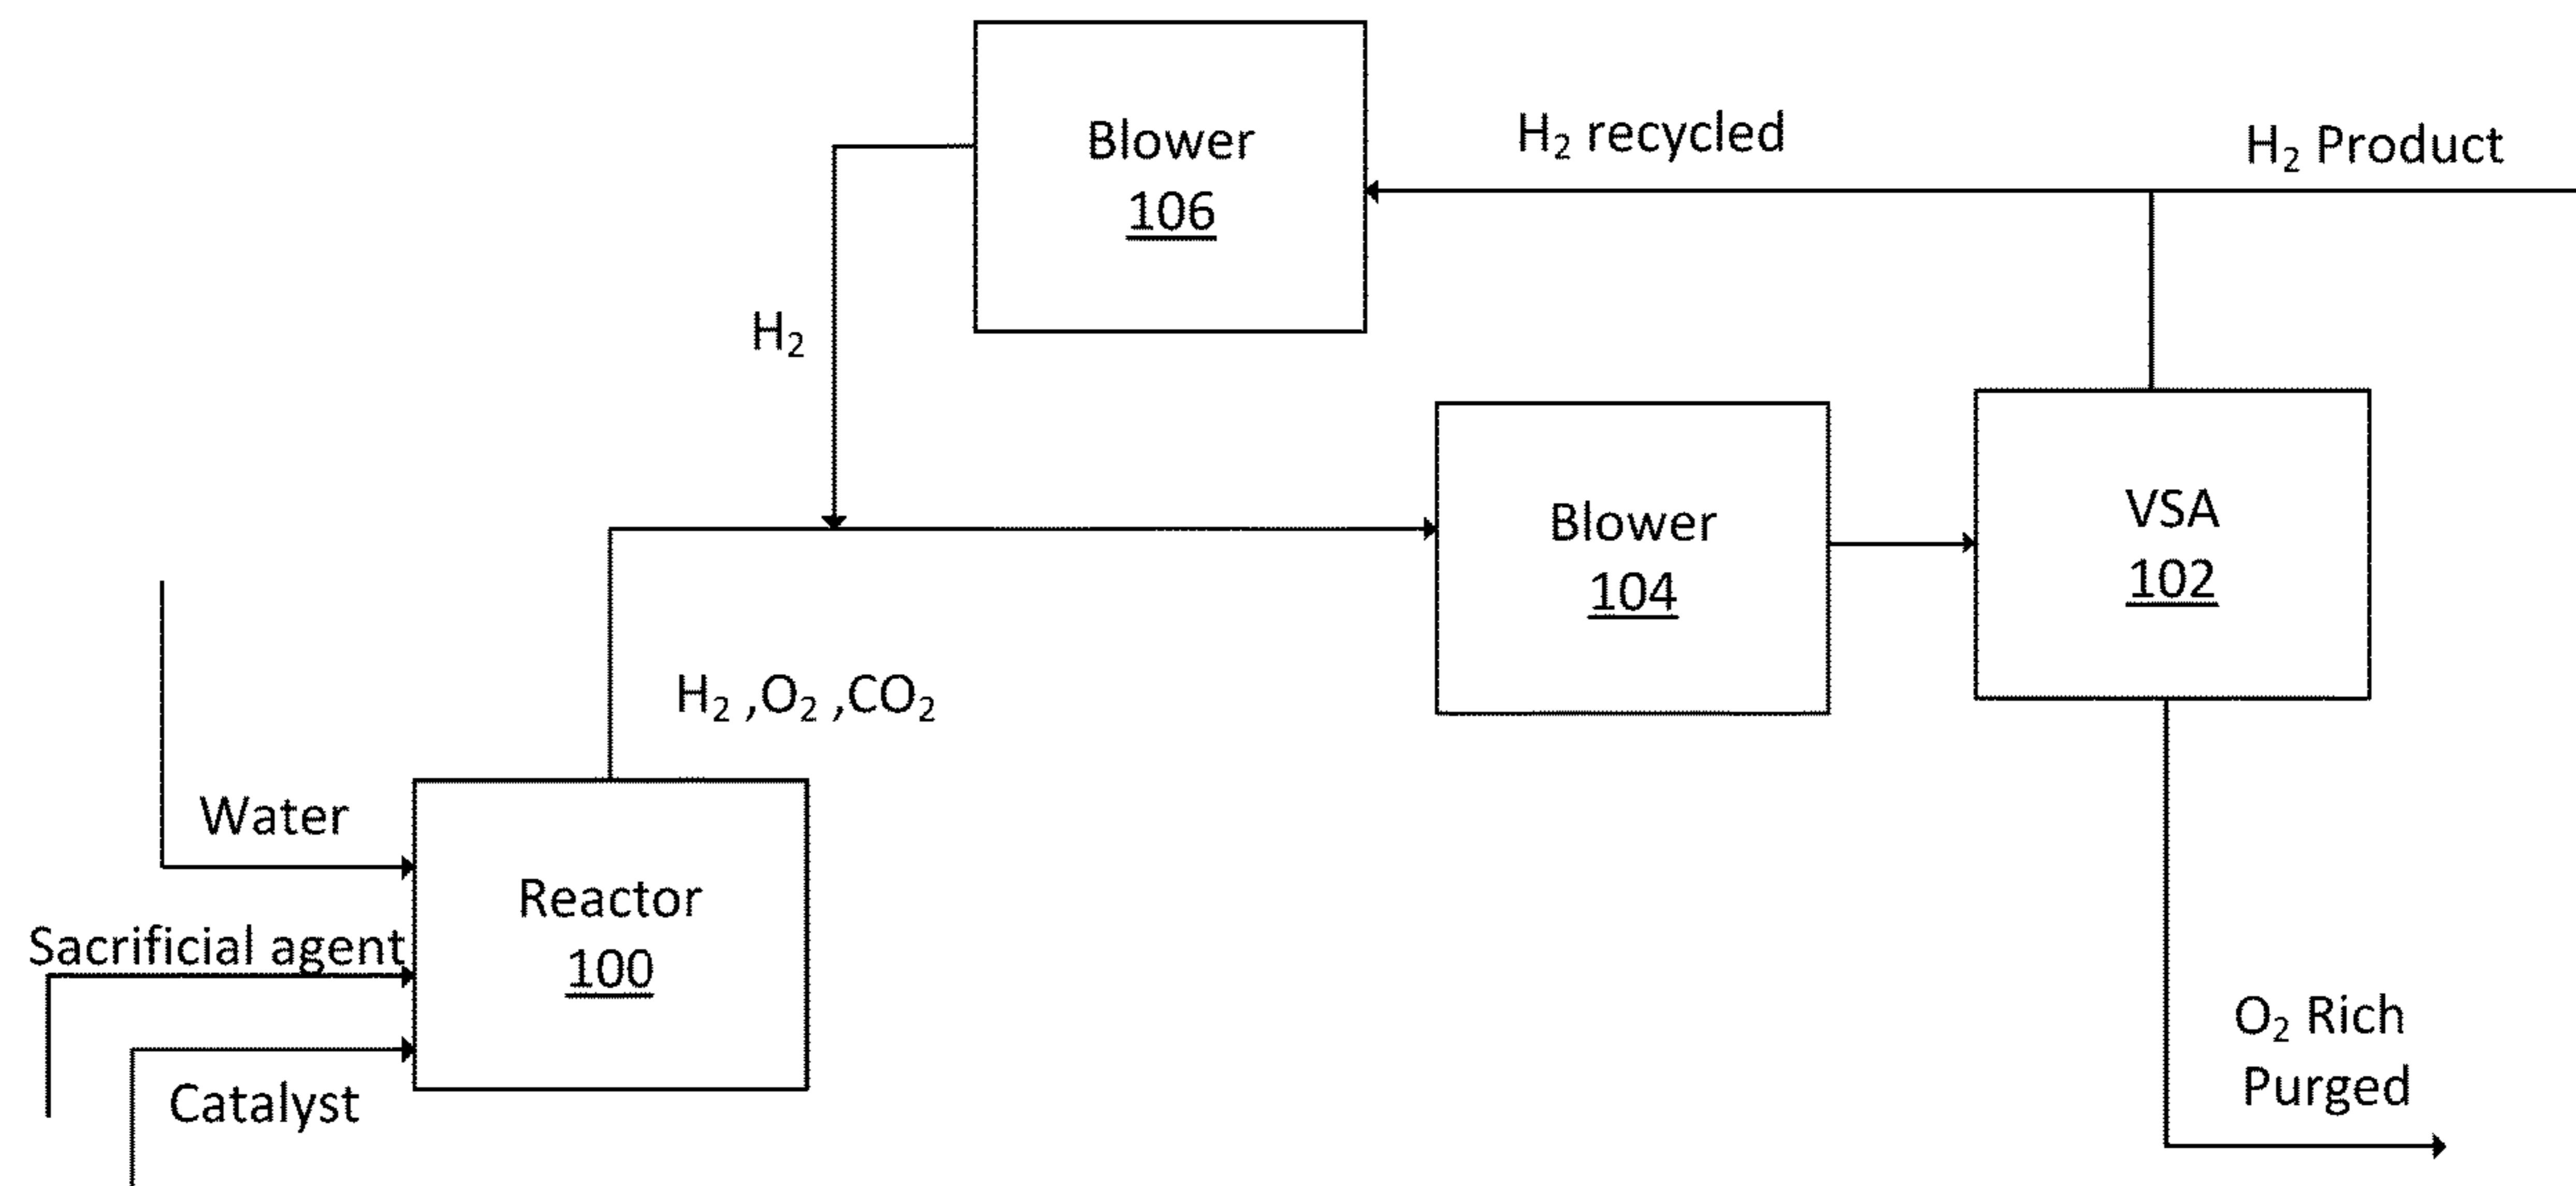 Blower
106
H₂ recycled
H₂ Product
H₂
Blower
104
VSA
102
H₂ ,O₂ ,CO₂
Water
Reactor
100
Sacrificial agent
Catalyst
O₂ Rich
Purged